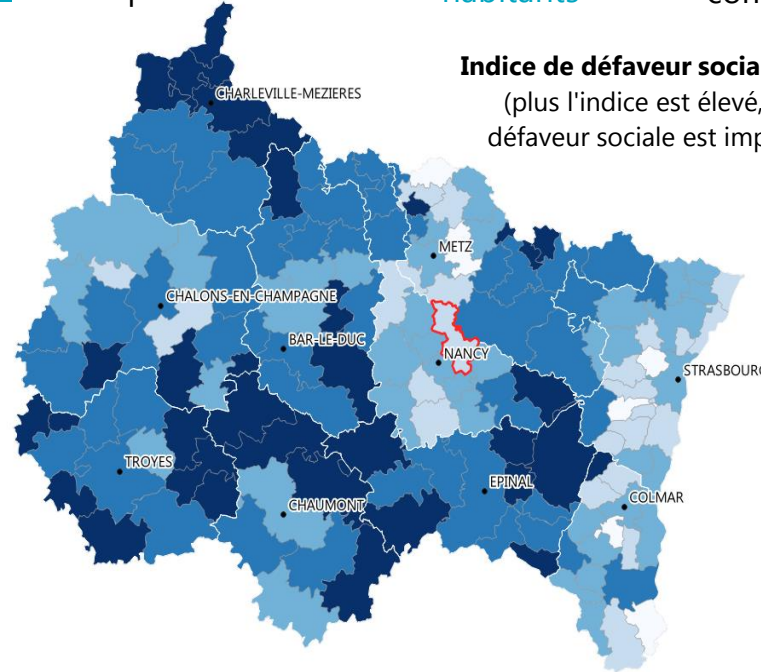 Indice de défaveur socia
(plus l'indice est élevé,
défaveur sociale est imp
CHARLEVILLE-MEZIERES
METZ
CHALONS-EN-CHAMPAGNE
BAR-LE-DUC
NANCY
STRASBOURG
TROYES
EPINAL
CHAUMONT
COLMAR